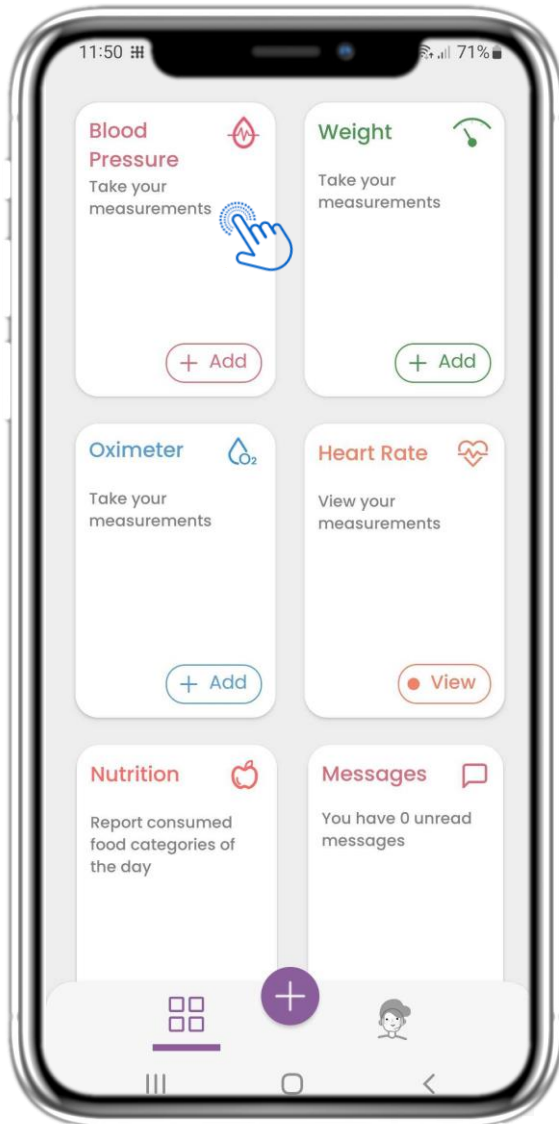 11:50
71%
Blood
Pressure
Take your
measurements
+ Add
Weight
Take your
measurements
+ Add
Oximeter
O2
Take your
measurements
+ Add
Heart Rate
View your
measurements
View
Nutrition
Report consumed
food categories of
the day
Messages
You have 0 unread
messages